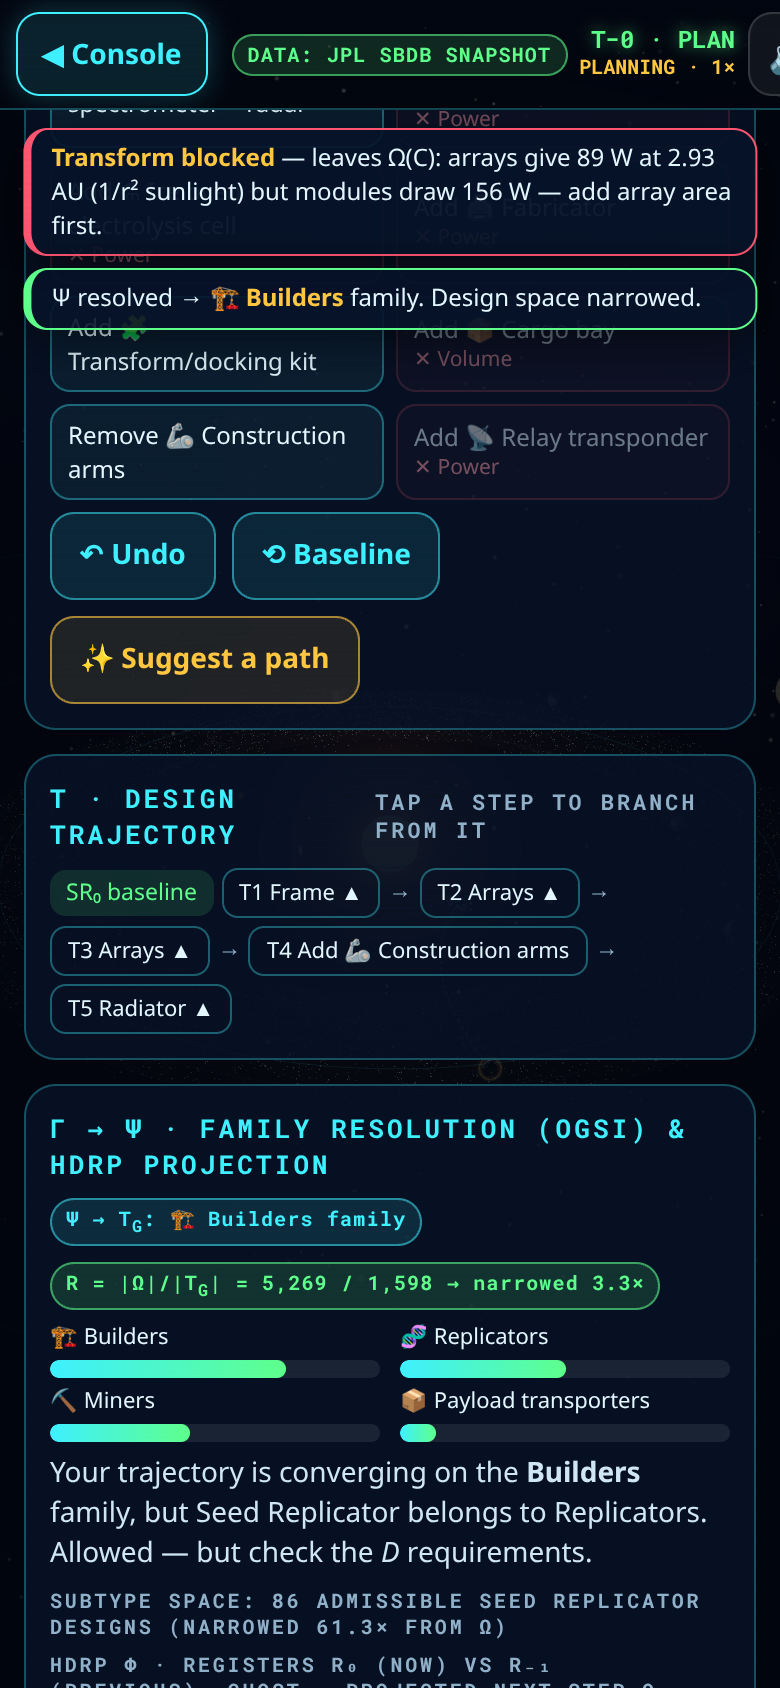 ◀ Console
DATA: JPL SBDB SNAPSHOT
T−0 · PLAN
PLANNING · 1×
✕ Power
Transform blocked — leaves Ω(C): arrays give 89 W at 2.93
AU (1/r² sunlight) but modules draw 156 W — add array area
first.
Ψ resolved → 🏗️ Builders family. Design space narrowed.
Add 🧩
Transform/docking kit
Add 📦 Cargo bay
✕ Volume
Remove 🦾 Construction
arms
Add 📡 Relay transponder
✕ Power
↶ Undo
⟲ Baseline
✨ Suggest a path
T · DESIGN
TRAJECTORY
TAP A STEP TO BRANCH
FROM IT
SR₀ baseline
T1 Frame ▲ →
T2 Arrays ▲ →
T3 Arrays ▲ →
T4 Add 🦾 Construction arms →
T5 Radiator ▲
Γ → Ψ · FAMILY RESOLUTION (OGSI) &
HDRP PROJECTION
Ψ → T_G: 🏗️ Builders family
R = |Ω|/|T_G| = 5,269 / 1,598 → narrowed 3.3×
🏗️ Builders
🧬 Replicators
⛏️ Miners
📦 Payload transporters
Your trajectory is converging on the Builders
family, but Seed Replicator belongs to Replicators.
Allowed — but check the D requirements.
SUBTYPE SPACE: 86 ADMISSIBLE SEED REPLICATOR
DESIGNS (NARROWED 61.3× FROM Ω)
HDRP Φ · REGISTERS R₀ (NOW) VS R₋₁